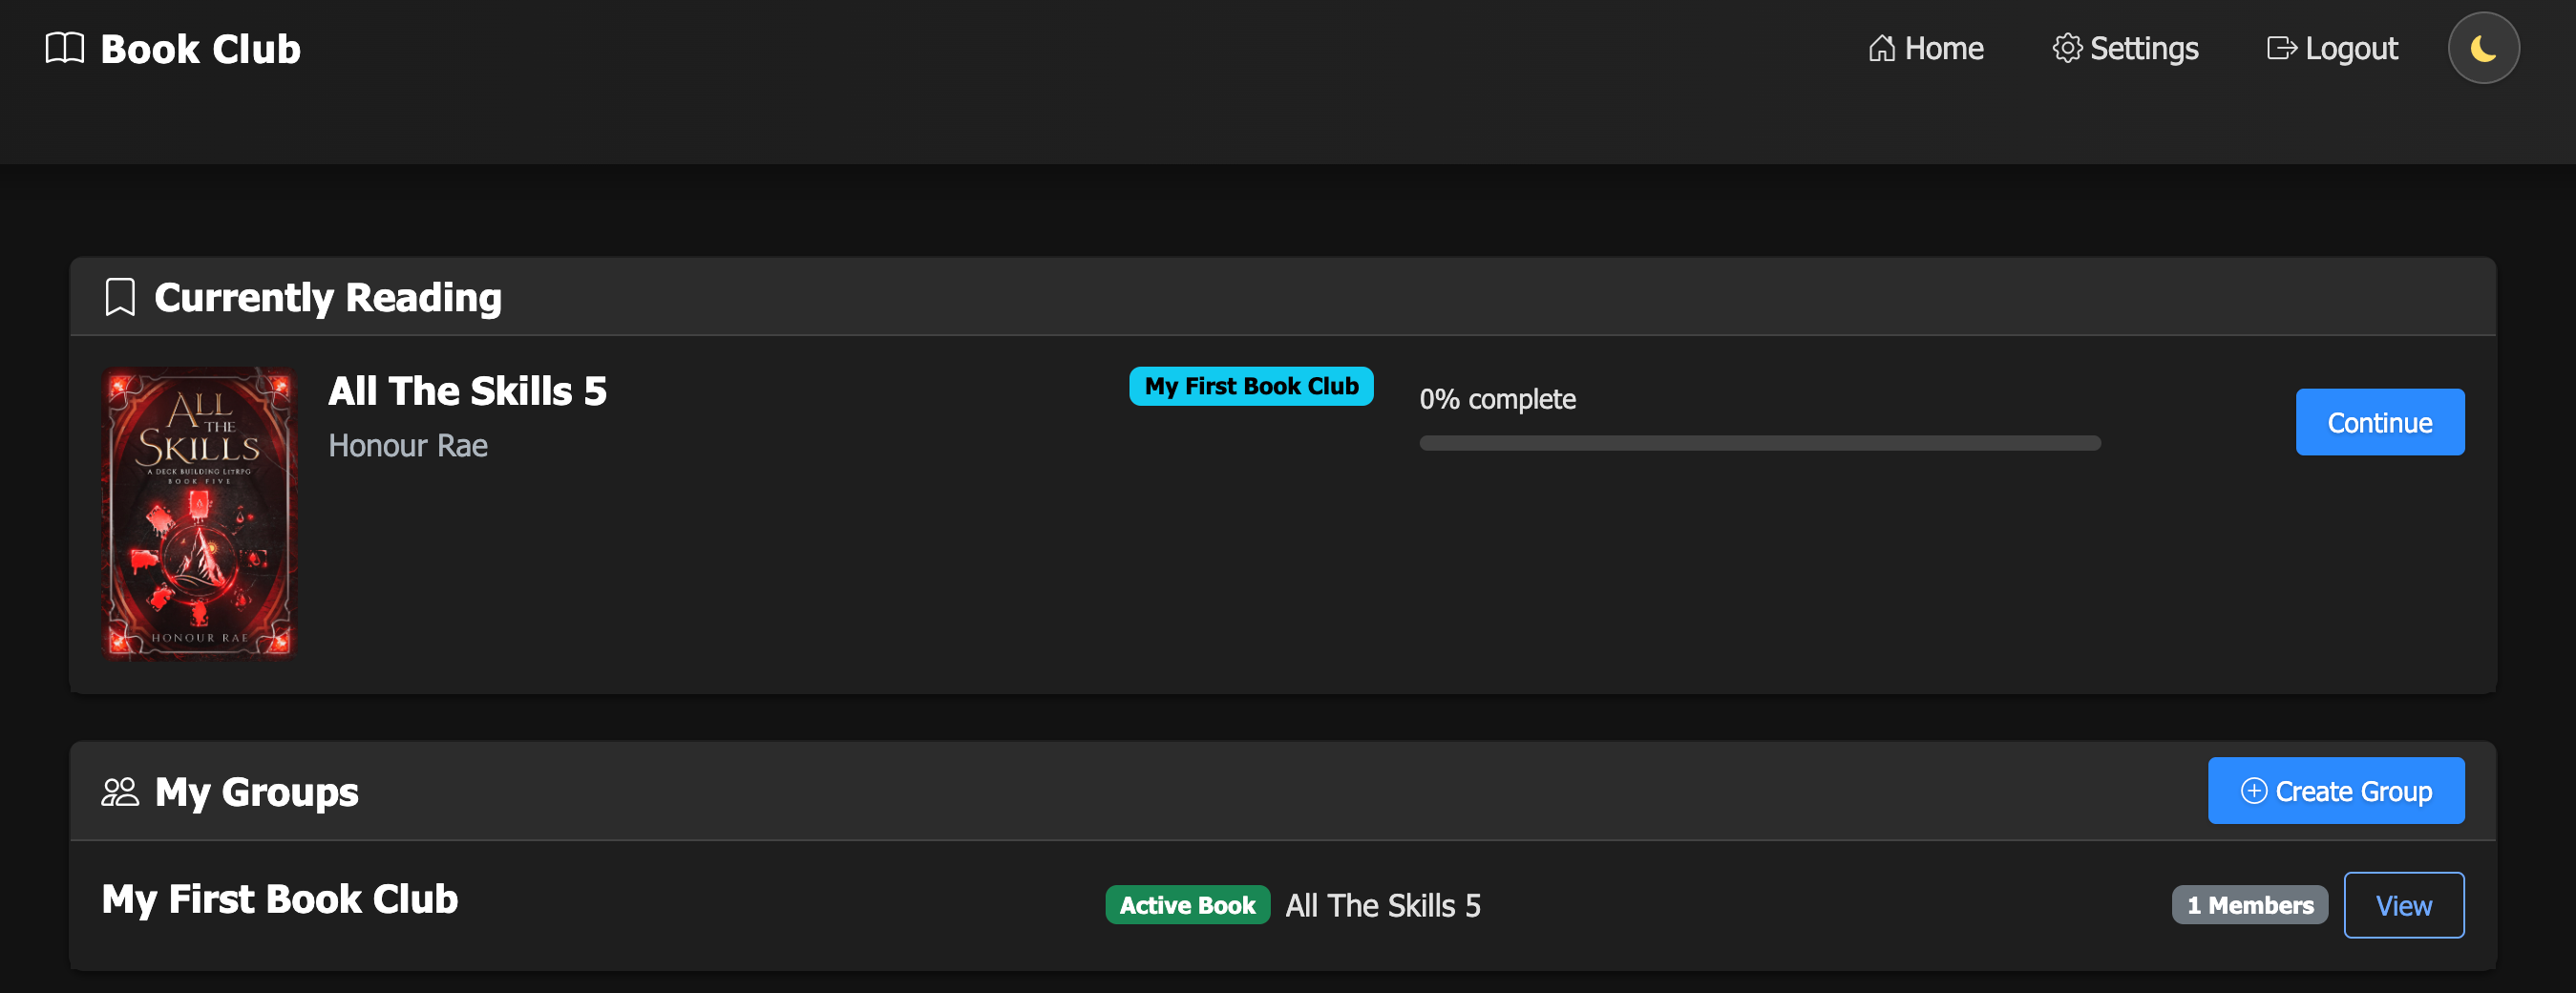 Book Club
Home
Settings
Logout
Currently Reading
ALL
THE
SKILLS
A DECK BUILDING LITRPG
BOOK FIVE
HONOUR RAE
All The Skills 5
Honour Rae
My First Book Club
0% complete
Continue
My Groups
Create Group
My First Book Club
Active Book All The Skills 5
1 Members
View